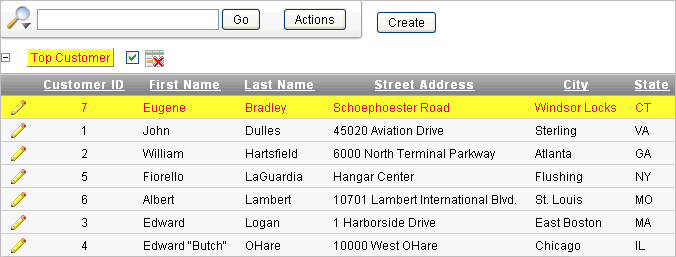 Go Actions Create
Top Customer
Customer ID First Name Last Name Street Address City State
7 Eugene Bradley Schoephoester Road Windsor Locks CT
1 John Dulles 45020 Aviation Drive Sterling VA
2 William Hartsfield 6000 North Terminal Parkway Atlanta GA
5 Fiorello LaGuardia Hangar Center Flushing NY
6 Albert Lambert 10701 Lambert International Blvd. St. Louis MO
3 Edward Logan 1 Harborside Drive East Boston MA
4 Edward "Butch" OHare 10000 West OHare Chicago IL